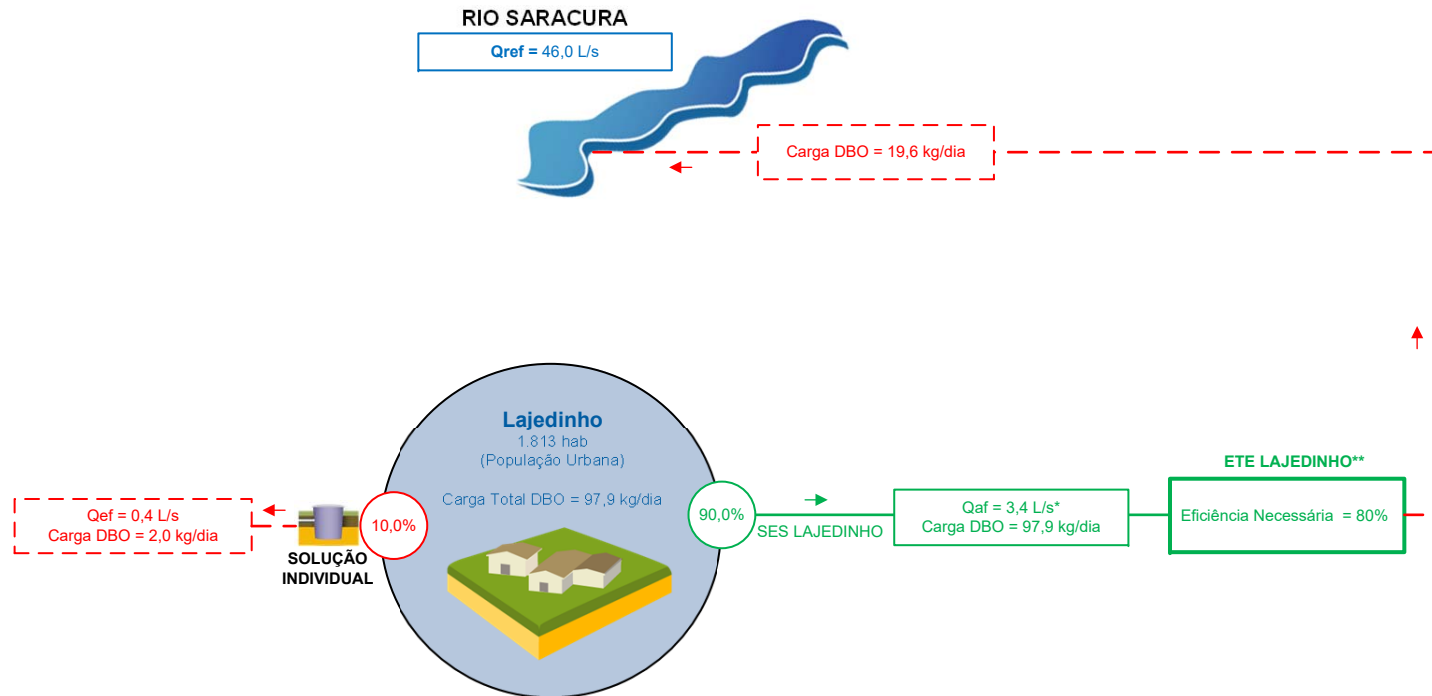 RIO SARACURA
Qref = 46,0 L/s
Carga DBO = 19,6 kg/dia
Lajedinho
1.813 hab
(População Urbana)
Carga Total DBO = 97,9 kg/dia
Qef = 0,4 L/s
Carga DBO = 2,0 kg/dia
SOLUÇÃO
INDIVIDUAL
10,0%
90,0%
SES LAJEDINHO
Qaf = 3,4 L/s*
Carga DBO = 97,9 kg/dia
ETE LAJEDINHO**
Eficiência Necessária = 80%